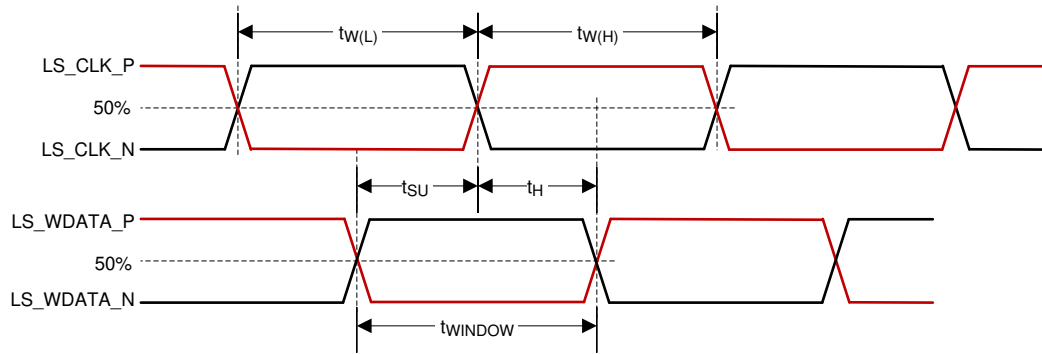 tW(L)
tW(H)
LS_CLK_P
50%
LS_CLK_N
tSU
tH
LS_WDATA_P
50%
LS_WDATA_N
tWINDOW